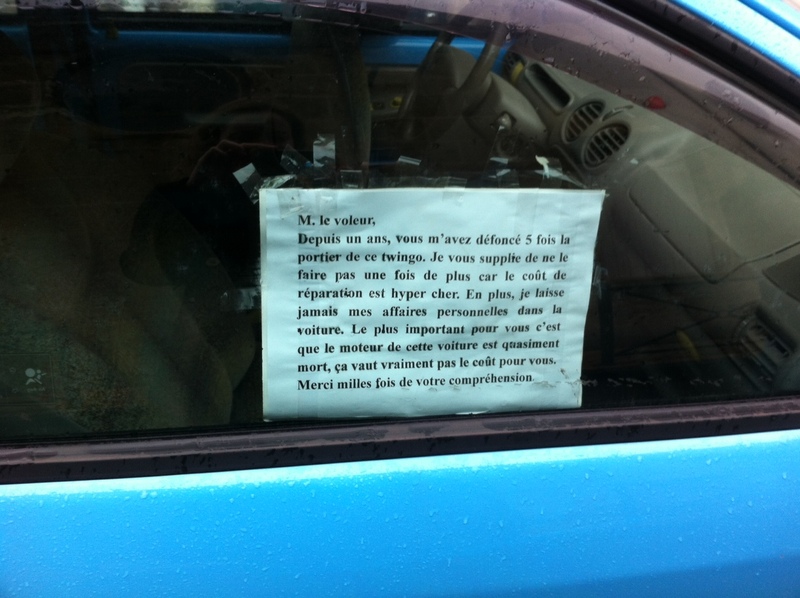 M. le voleur,
Depuis un ans, vous m'avez défoncé 5 fois la
portier de ce twingo. Je vous supplie de ne le
faire pas une fois de plus car le coût de
réparation est hyper cher. En plus, je laisse
jamais mes affaires personnelles dans la
voiture. Le plus important pour vous c'est
que le moteur de cette voiture est quasiment
mort, ça vaut vraiment pas le coût pour vous.
Merci milles fois de votre compréhension